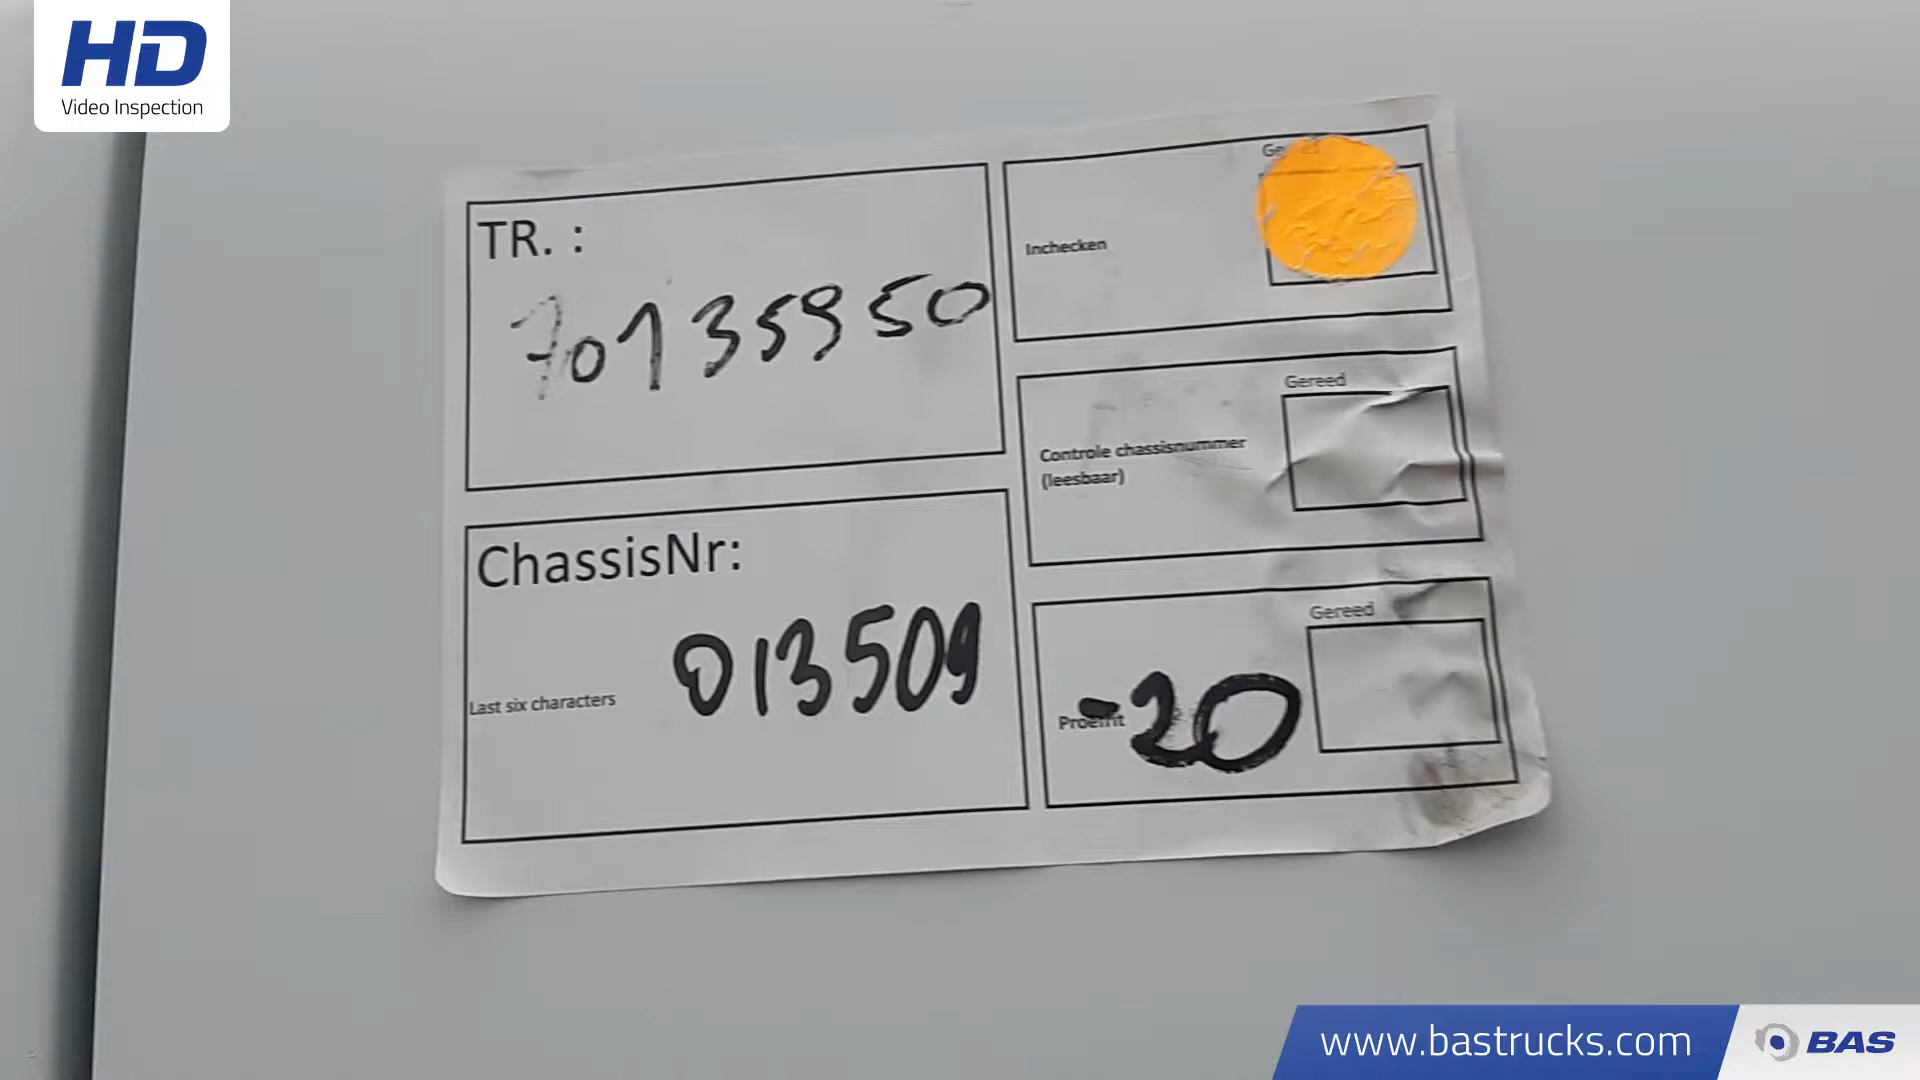 HD
Video Inspection
TR. :
70135950
ChassisNr:
Last six characters
013509
Inchecken
Controle chassisnummer
(leesbaar)
Gereed
Gereed
Proefrit
-20
www.bastrucks.com
BAS